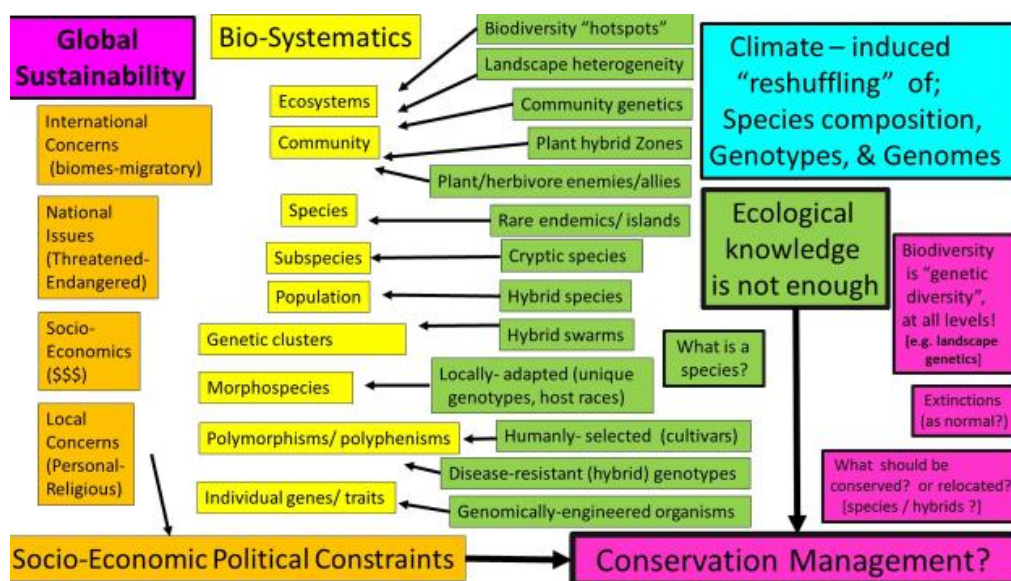 Global
Sustainability
International
Concerns
(biomes-migratory)
National
Issues
(Threatened-
Endangered)
Socio-
Economics
($$$)
Local
Concerns
(Personal-
Religious)
Socio-Economic Political Constraints
Bio-Systematics
Ecosystems
Community
Species
Subspecies
Population
Genetic clusters
Morphospecies
Polymorphisms/ polyphenisms
Individual genes/ traits
Biodiversity “hotspots”
Landscape heterogeneity
Community genetics
Plant hybrid Zones
Plant/herbivore enemies/allies
Rare endemics/ islands
Cryptic species
Hybrid species
Hybrid swarms
Locally- adapted (unique
genotypes, host races)
Humanly- selected (cultivars)
Disease-resistant (hybrid) genotypes
Genomically-engineered organisms
What is a
species?
Climate – induced
“reshuffling” of;
Species composition,
Genotypes, & Genomes
Ecological
knowledge
is not enough
Biodiversity
is “genetic
diversity”,
at all levels!
[e.g. landscape
genetics]
Extinctions
(as normal?)
What should be
conserved? or relocated?
[species / hybrids ?]
Conservation Management?